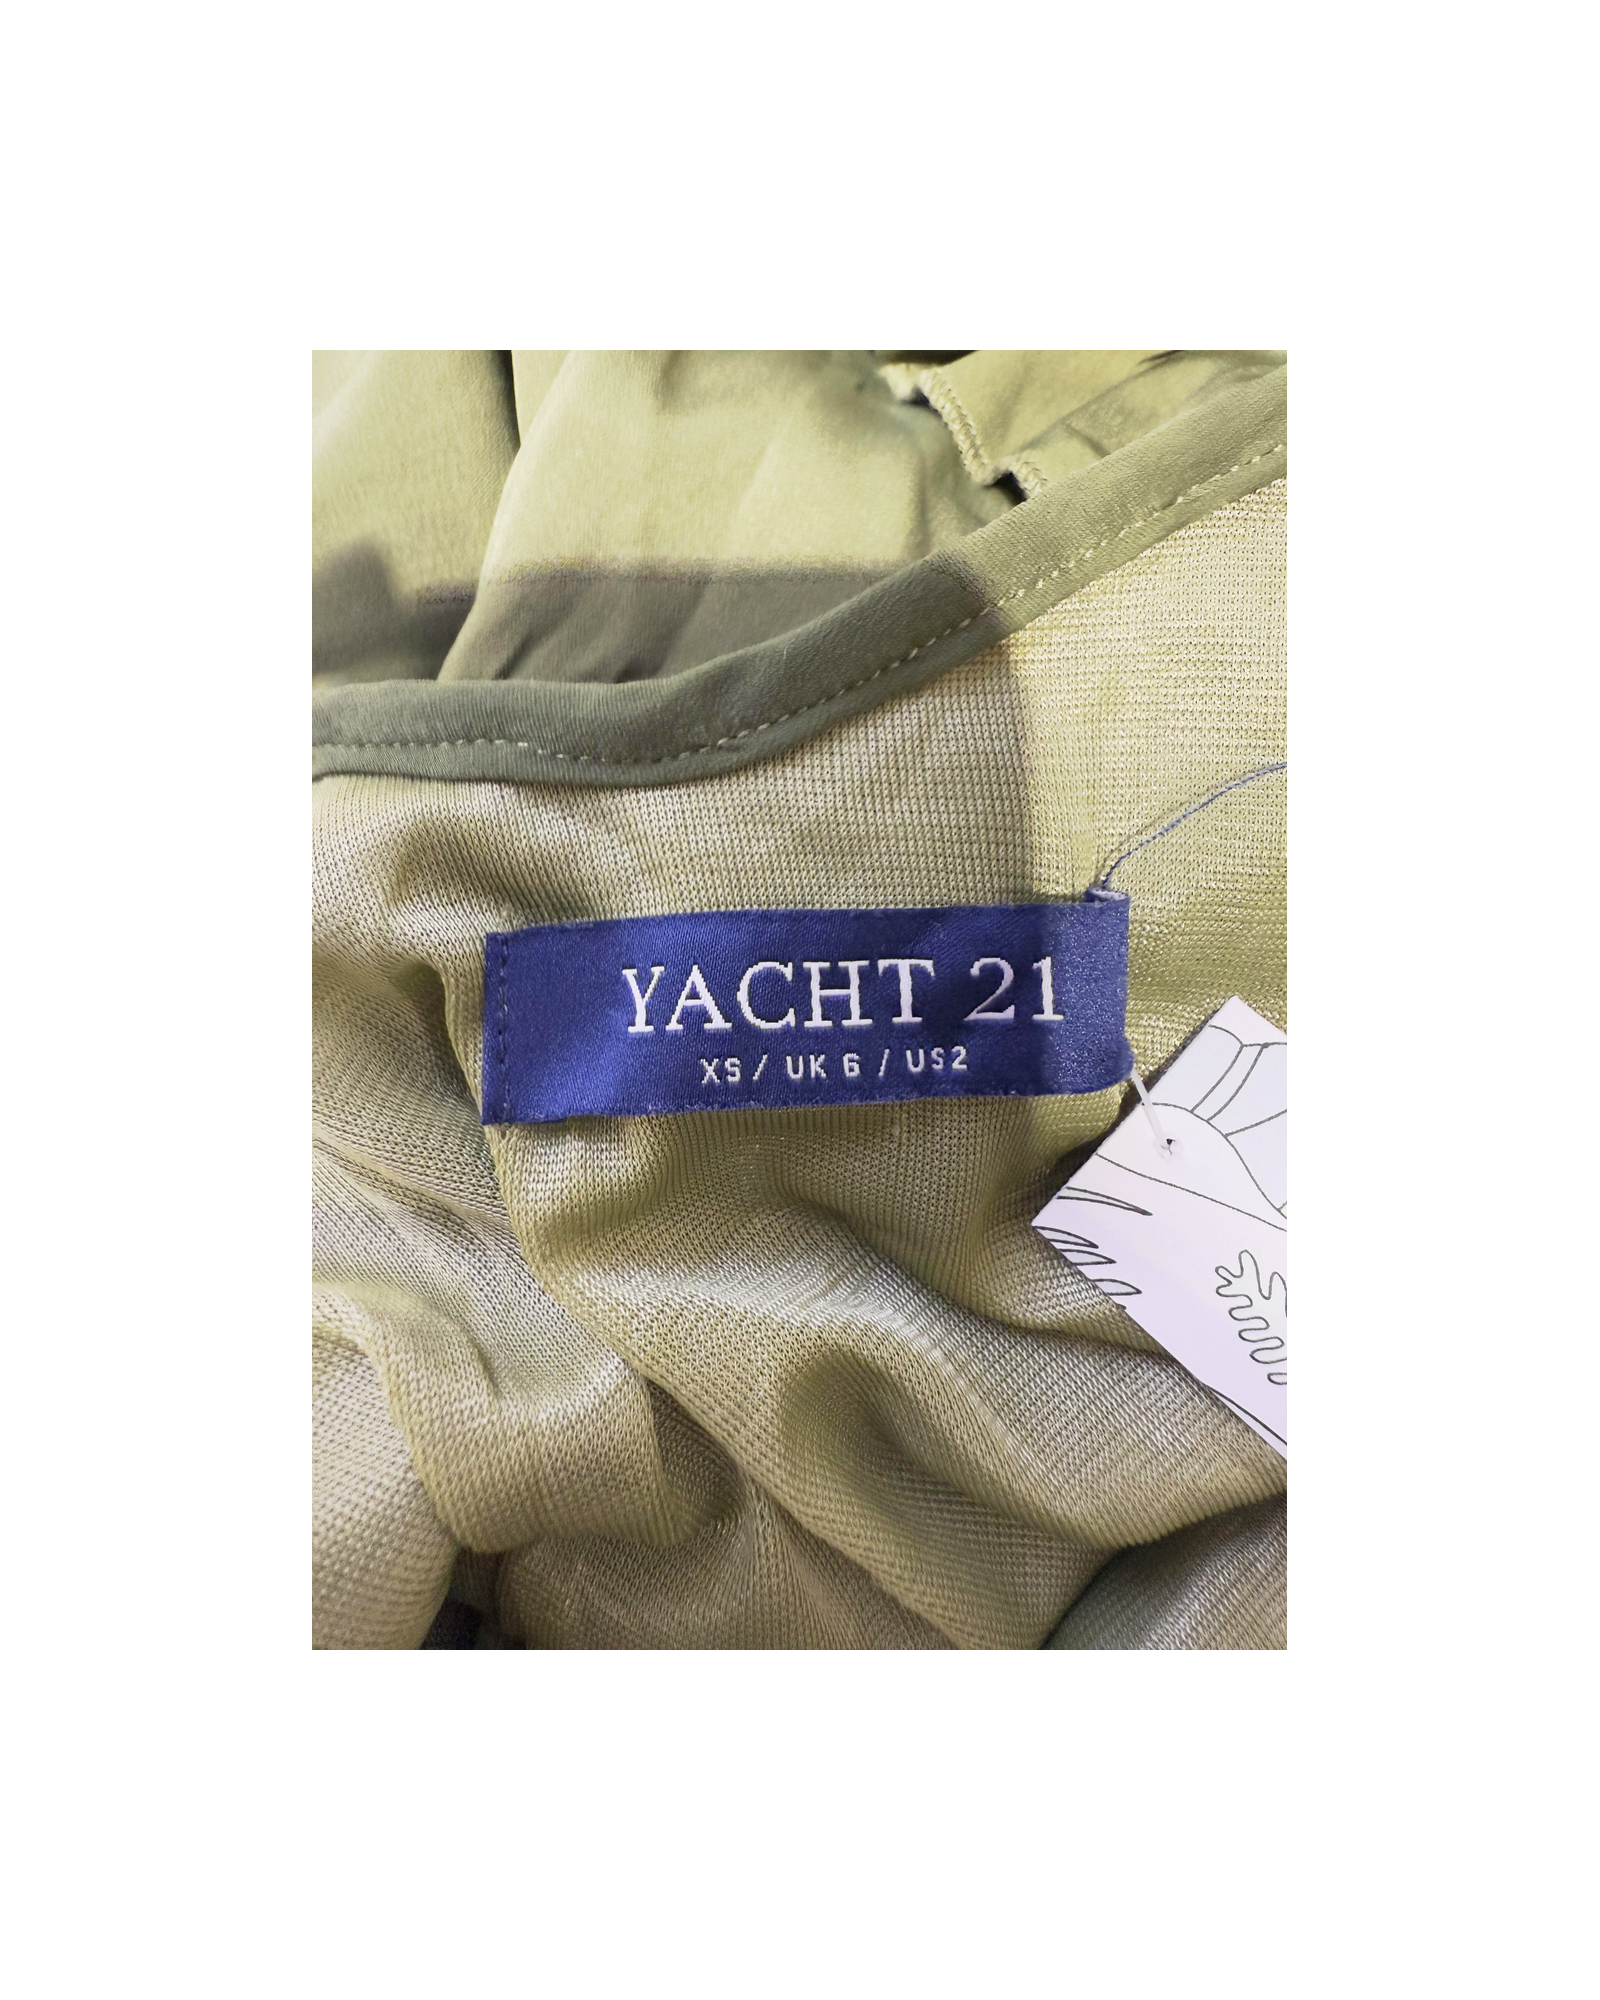 YACHT 21
XS / UK 6 / US2